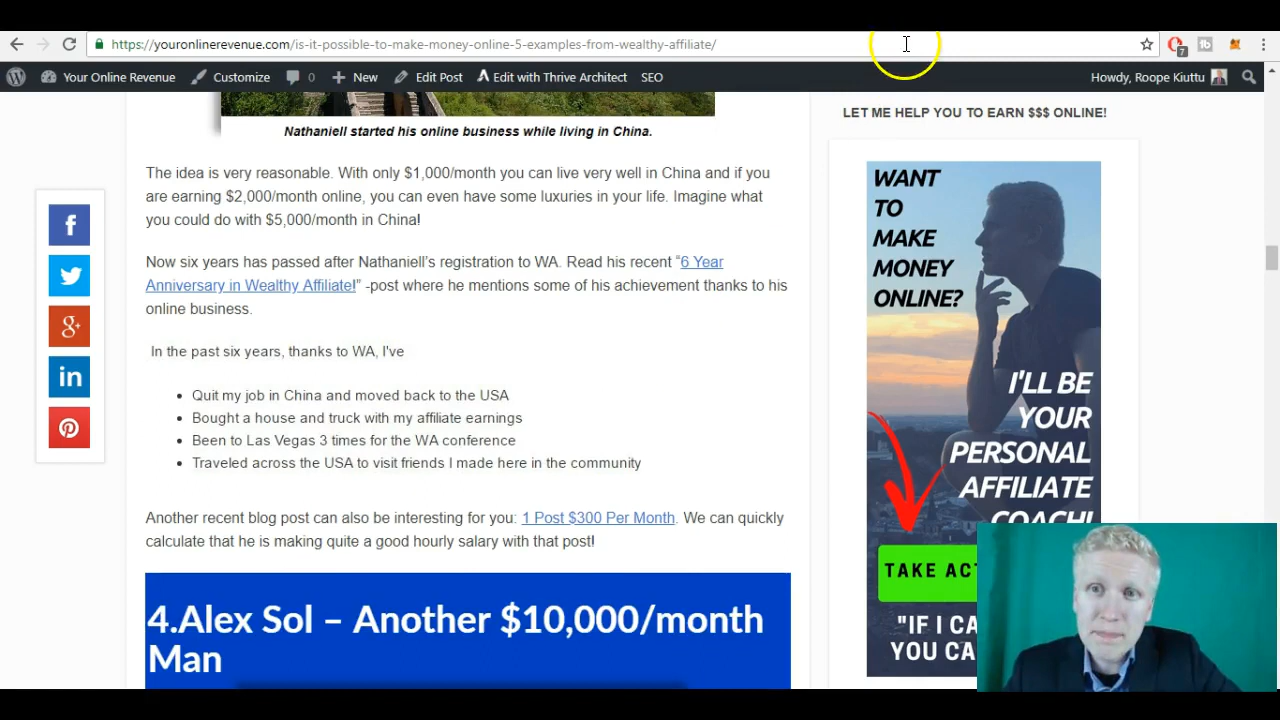 https://youronlinerevenue.com/is-it-possible-to-make-money-online-5-examples-from-wealthy-affiliate/
7
Your Online Revenue Customize 0 New Edit Post Edit with Thrive Architect SEO Howdy, Roope Kiuttu
Nathaniell started his online business while living in China.
The idea is very reasonable. With only $1,000/month you can live very well in China and if you
are earning $2,000/month online, you can even have some luxuries in your life. Imagine what
you could do with $5,000/month in China!
Now six years has passed after Nathaniell's registration to WA. Read his recent “6 Year
Anniversary in Wealthy Affiliate!” -post where he mentions some of his achievement thanks to his
online business.
In the past six years, thanks to WA, I've
• Quit my job in China and moved back to the USA
• Bought a house and truck with my affiliate earnings
• Been to Las Vegas 3 times for the WA conference
• Traveled across the USA to visit friends I made here in the community
Another recent blog post can also be interesting for you: 1 Post $300 Per Month. We can quickly
calculate that he is making quite a good hourly salary with that post!
4.Alex Sol – Another $10,000/month
Man
LET ME HELP YOU TO EARN $$$ ONLINE!
WANT
TO
MAKE
MONEY
ONLINE?
I'LL BE
YOUR
PERSONAL
AFFILIATE
COACH!
TAKE AC
"IF I CA
YOU CA